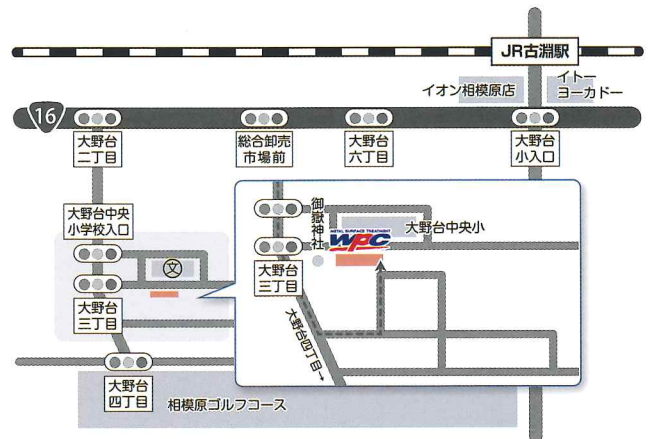 JR古淵駅
イオン相模原店
イトー
ヨーカドー
16
大野台
二丁目
総合卸売
市場前
大野台
六丁目
大野台
小入口
大野台中央
小学校入口
文
大野台
三丁目
大野台
四丁目
相模原ゴルフコース
御嶽神社
METAL SURFACE TREATMENT
WPC
大野台中央小
大野台
三丁目
大野台四丁目→